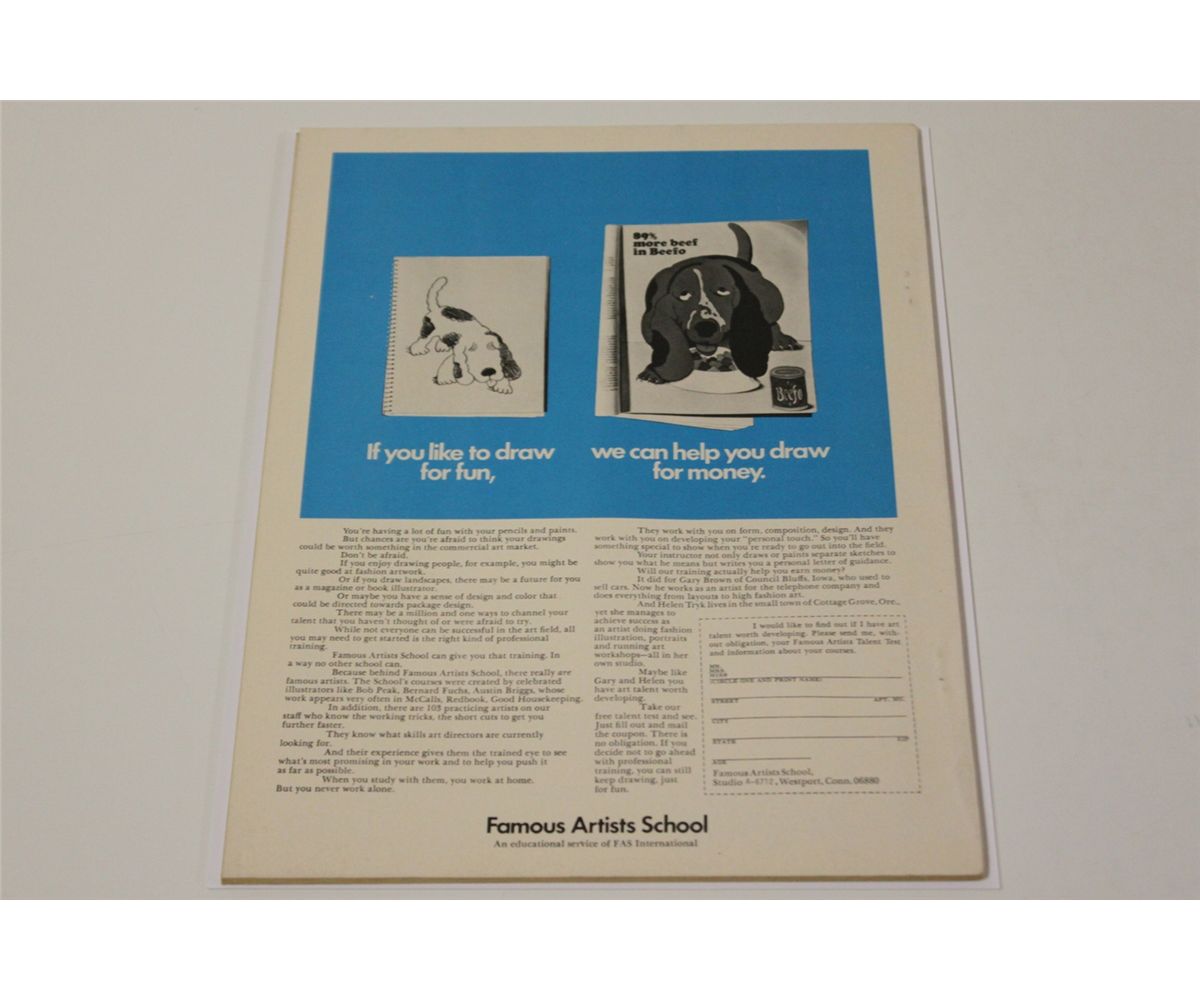 89%
more beef
in Beefo
Beefo
If you like to draw
for fun,
we can help you draw
for money.
You're having a lot of fun with your pencils and paints.
But chances are you're afraid to think your drawings
could be worth something in the commercial art market.
Don't be afraid.
If you enjoy drawing people, for example, you might be
quite good at fashion artwork.
Or if you draw landscapes, there may be a future for you
as a magazine or book illustrator.
Or maybe you have a sense of design and color that
could be directed towards package design.
There may be a million and one ways to channel your
talent that you haven't thought of or were afraid to try.
While not everyone can be successful in the art field, all
you may need to get started is the right kind of professional
training.
Famous Artists School can give you that training. In
a way no other school can.
Because behind Famous Artists School, there really are
famous artists. The School's courses were created by celebrated
illustrators like Bob Peak, Bernard Fuchs, Austin Briggs, whose
work appears very often in McCalls, Redbook, Good Housekeeping.
In addition, there are 103 practicing artists on our
staff who know the working tricks, the short cuts to get you
further faster.
They know what skills art directors are currently
looking for.
And their experience gives them the trained eye to see
what's most promising in your work and to help you push it
as far as possible.
When you study with them, you work at home.
But you never work alone.
They work with you on form, composition, design. And they
work with you on developing your "personal touch." So you'll have
something special to show when you're ready to go out into the field.
Your instructor not only draws or paints separate sketches to
show you what he means but writes you a personal letter of guidance.
Will our training actually help you earn money?
It did for Gary Brown of Council Bluffs, Iowa, who used to
sell cars. Now he works as an artist for the telephone company and
does everything from layouts to high fashion art.
And Helen Tryk lives in the small town of Cottage Grove, Ore.,
yet she manages to
achieve success as
an artist doing fashion
illustration, portraits
and running art
workshops—all in her
own studio.
Maybe like
Gary and Helen you
have art talent worth
developing.
Take our
free talent test and see.
Just fill out and mail
the coupon. There is
no obligation. If you
decide not to go ahead
with professional
training, you can still
keep drawing, just
for fun.
I would like to find out if I have art
talent worth developing. Please send me, with-
out obligation, your Famous Artists Talent Test
and information about your courses.
MR.
MRS.
MISS
(CIRCLE ONE AND PRINT NAME)
STREET APT. NO.
CITY
STATE ZIP
AGE
Famous Artists School,
Studio A-6712, Westport, Conn. 06880
Famous Artists School
An educational service of FAS International